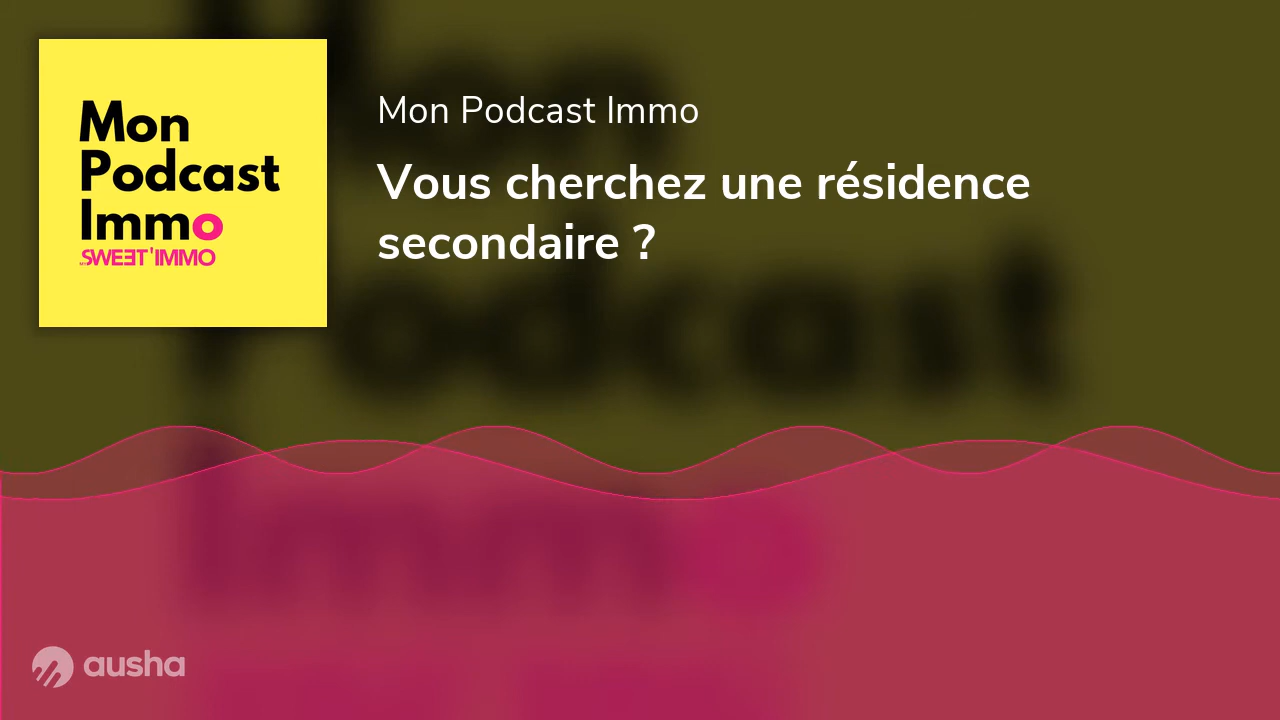 Mon
Podcast
Immo
SWEET'IMMO
Mon Podcast Immo
Vous cherchez une résidence
secondaire ?
ausha